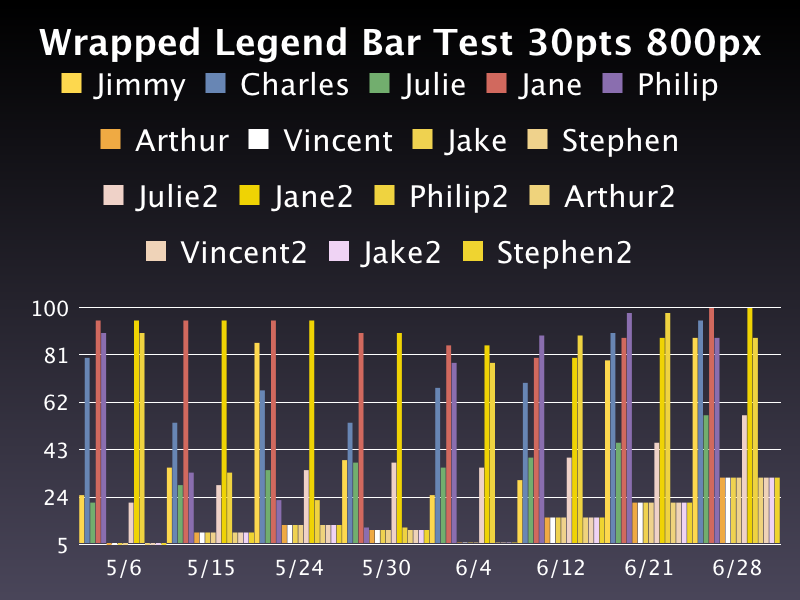 Wrapped Legend Bar Test 30pts 800px
Jimmy Charles Julie Jane Philip
Arthur Vincent Jake Stephen
Julie2 Jane2 Philip2 Arthur2
Vincent2 Jake2 Stephen2
100
81
62
43
24
5
5/6 5/15 5/24 5/30 6/4 6/12 6/21 6/28